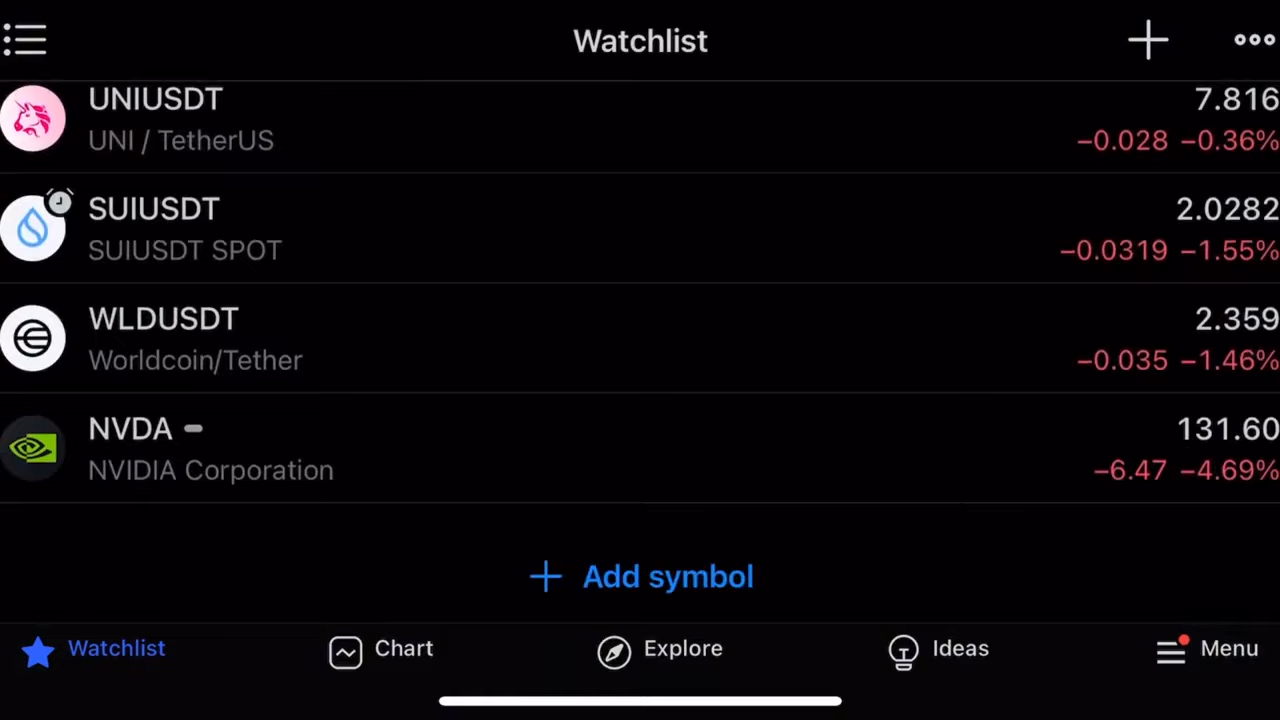 Watchlist
UNIUSDT 7.816
UNI / TetherUS −0.028 −0.36%
SUIUSDT 2.0282
SUIUSDT SPOT −0.0319 −1.55%
WLDUSDT 2.359
Worldcoin/Tether −0.035 −1.46%
NVDA 131.60
NVIDIA Corporation −6.47 −4.69%
+ Add symbol
Watchlist Chart Explore Ideas Menu